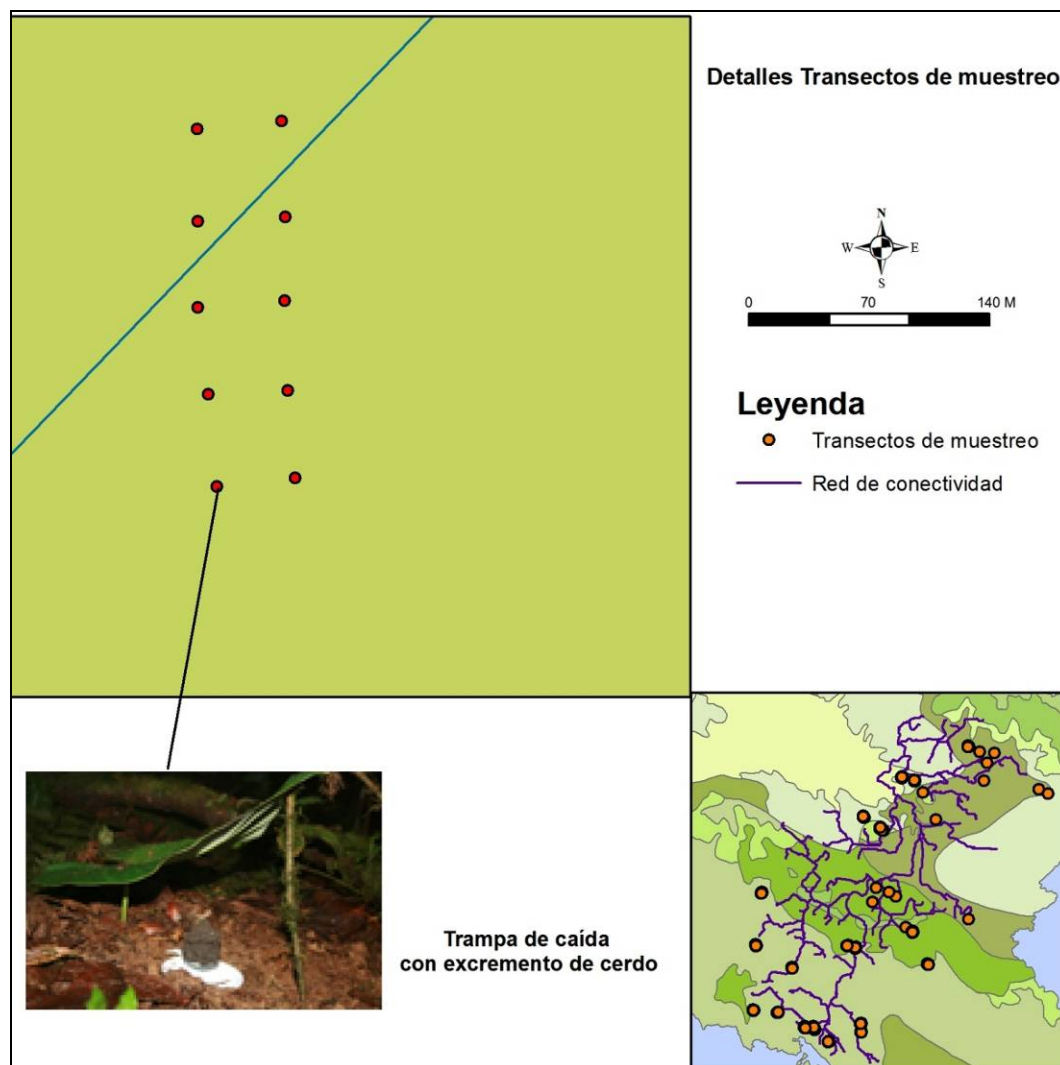 Detalles Transectos de muestreo
N
W E
S
0 70 140 M
Leyenda
Transectos de muestreo
Red de conectividad
Trampa de caída
con excremento de cerdo